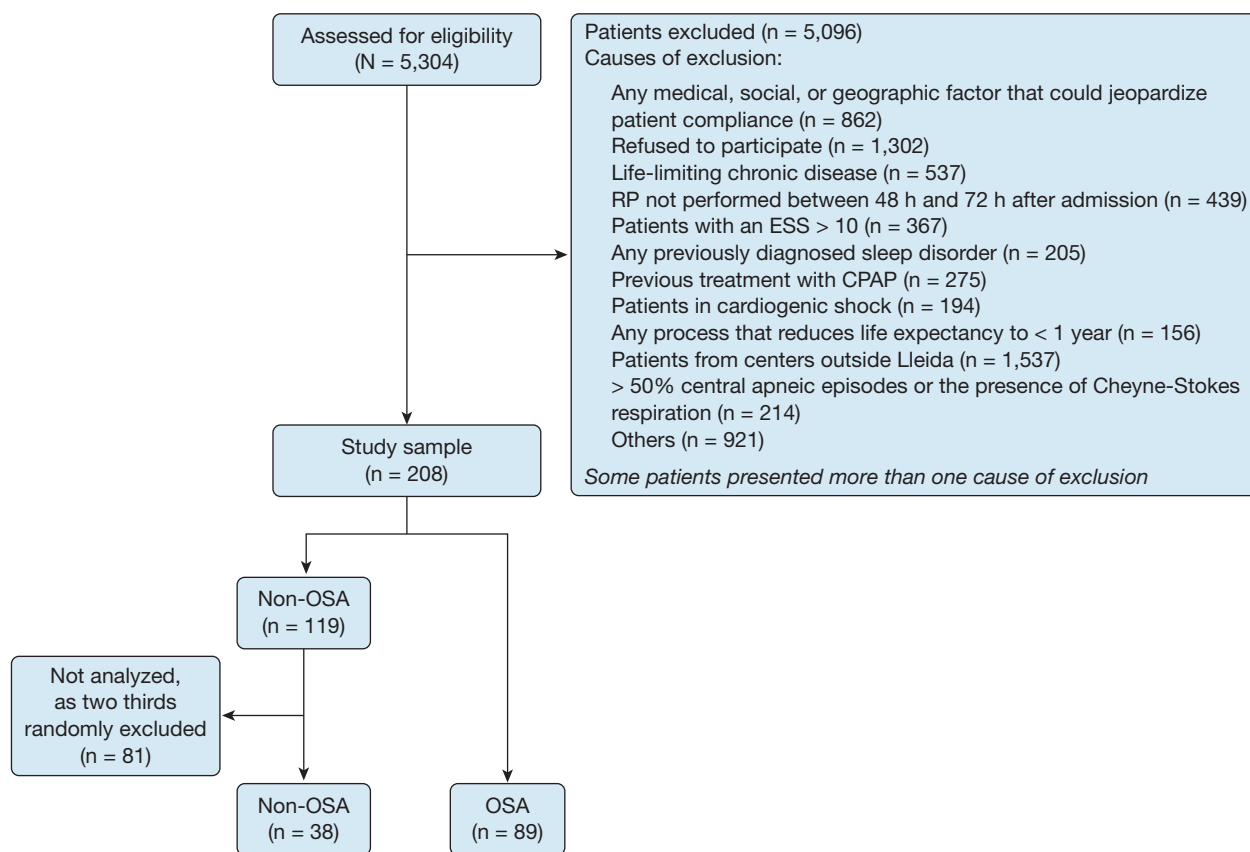 Assessed for eligibility
(N = 5,304)
Patients excluded (n = 5,096)
Causes of exclusion:
Any medical, social, or geographic factor that could jeopardize
patient compliance (n = 862)
Refused to participate (n = 1,302)
Life-limiting chronic disease (n = 537)
RP not performed between 48 h and 72 h after admission (n = 439)
Patients with an ESS > 10 (n = 367)
Any previously diagnosed sleep disorder (n = 205)
Previous treatment with CPAP (n = 275)
Patients in cardiogenic shock (n = 194)
Any process that reduces life expectancy to < 1 year (n = 156)
Patients from centers outside Lleida (n = 1,537)
> 50% central apneic episodes or the presence of Cheyne-Stokes
respiration (n = 214)
Others (n = 921)
Some patients presented more than one cause of exclusion
Study sample
(n = 208)
Non-OSA
(n = 119)
Not analyzed,
as two thirds
randomly excluded
(n = 81)
Non-OSA
(n = 38)
OSA
(n = 89)